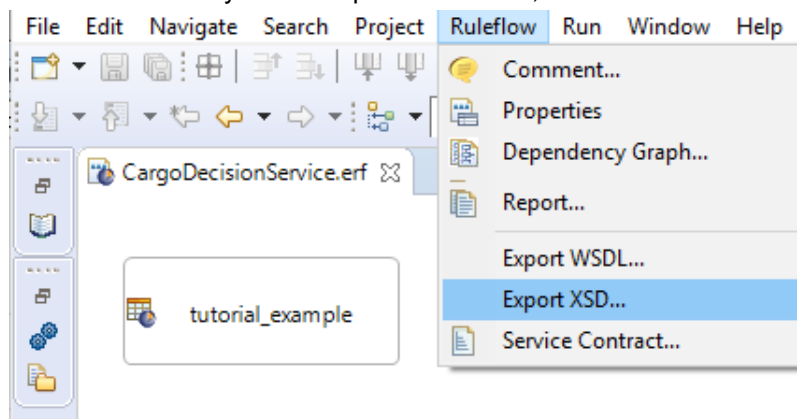 File Edit Navigate Search Project Ruleflow Run Window Help
Comment...
Properties
Dependency Graph...
Report...
Export WSDL...
Export XSD...
Service Contract...
CargoDecisionService.erf
tutorial_example